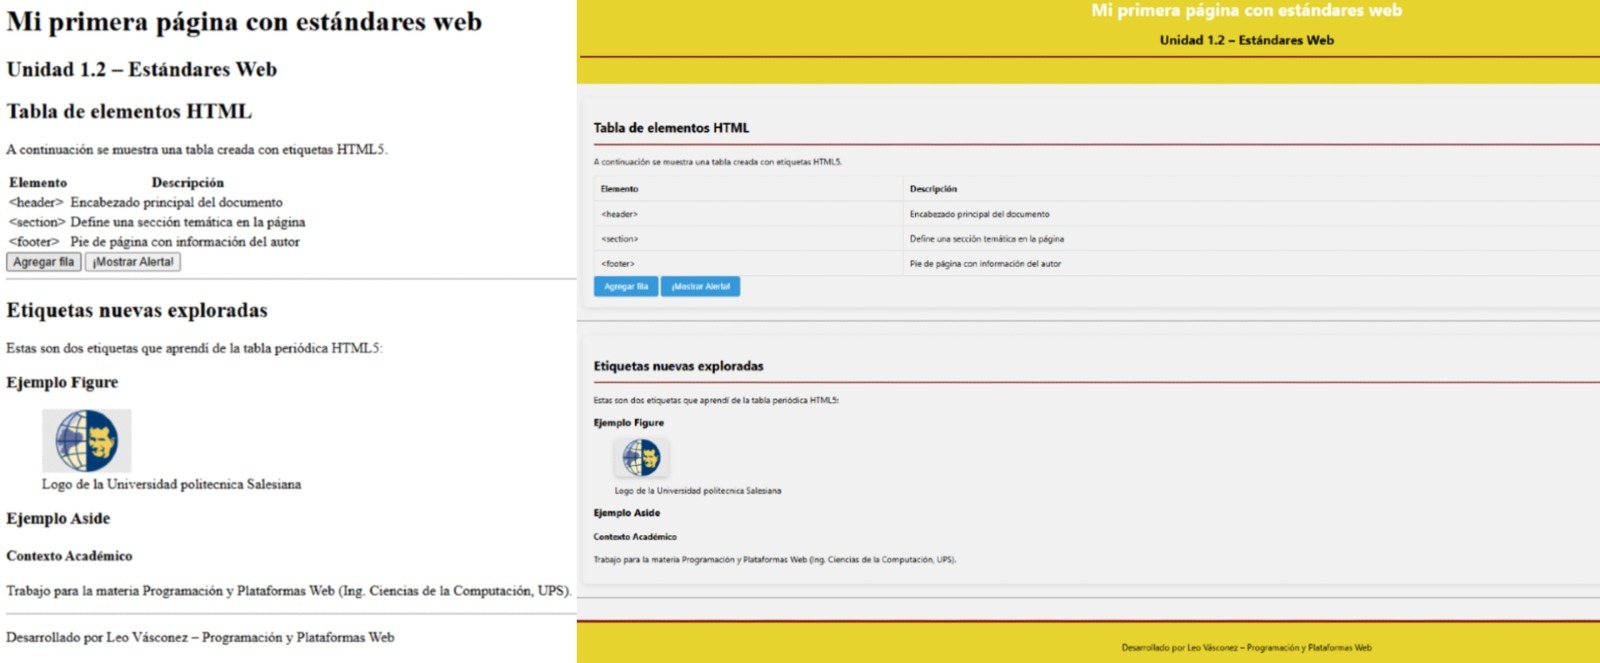 Mi primera página con estándares web
Unidad 1.2 – Estándares Web
Tabla de elementos HTML
A continuación se muestra una tabla creada con etiquetas HTML5.
Elemento Descripción
<header> Encabezado principal del documento
<section> Define una sección temática en la página
<footer> Pie de página con información del autor
Agregar fila ¡Mostrar Alerta!
Etiquetas nuevas exploradas
Estas son dos etiquetas que aprendí de la tabla periódica HTML5:
Ejemplo Figure
Logo de la Universidad politecnica Salesiana
Ejemplo Aside
Contexto Académico
Trabajo para la materia Programación y Plataformas Web (Ing. Ciencias de la Computación, UPS).
Desarrollado por Leo Vásconez – Programación y Plataformas Web
Mi primera página con estándares web
Unidad 1.2 – Estándares Web
Tabla de elementos HTML
A continuación se muestra una tabla creada con etiquetas HTML5.
Elemento Descripción
<header> Encabezado principal del documento
<section> Define una sección temática en la página
<footer> Pie de página con información del autor
Agregar fila ¡Mostrar Alerta!
Etiquetas nuevas exploradas
Estas son dos etiquetas que aprendí de la tabla periódica HTML5:
Ejemplo Figure
Logo de la Universidad politecnica Salesiana
Ejemplo Aside
Contexto Académico
Trabajo para la materia Programación y Plataformas Web (Ing. Ciencias de la Computación, UPS).
Desarrollado por Leo Vásconez – Programación y Plataformas Web